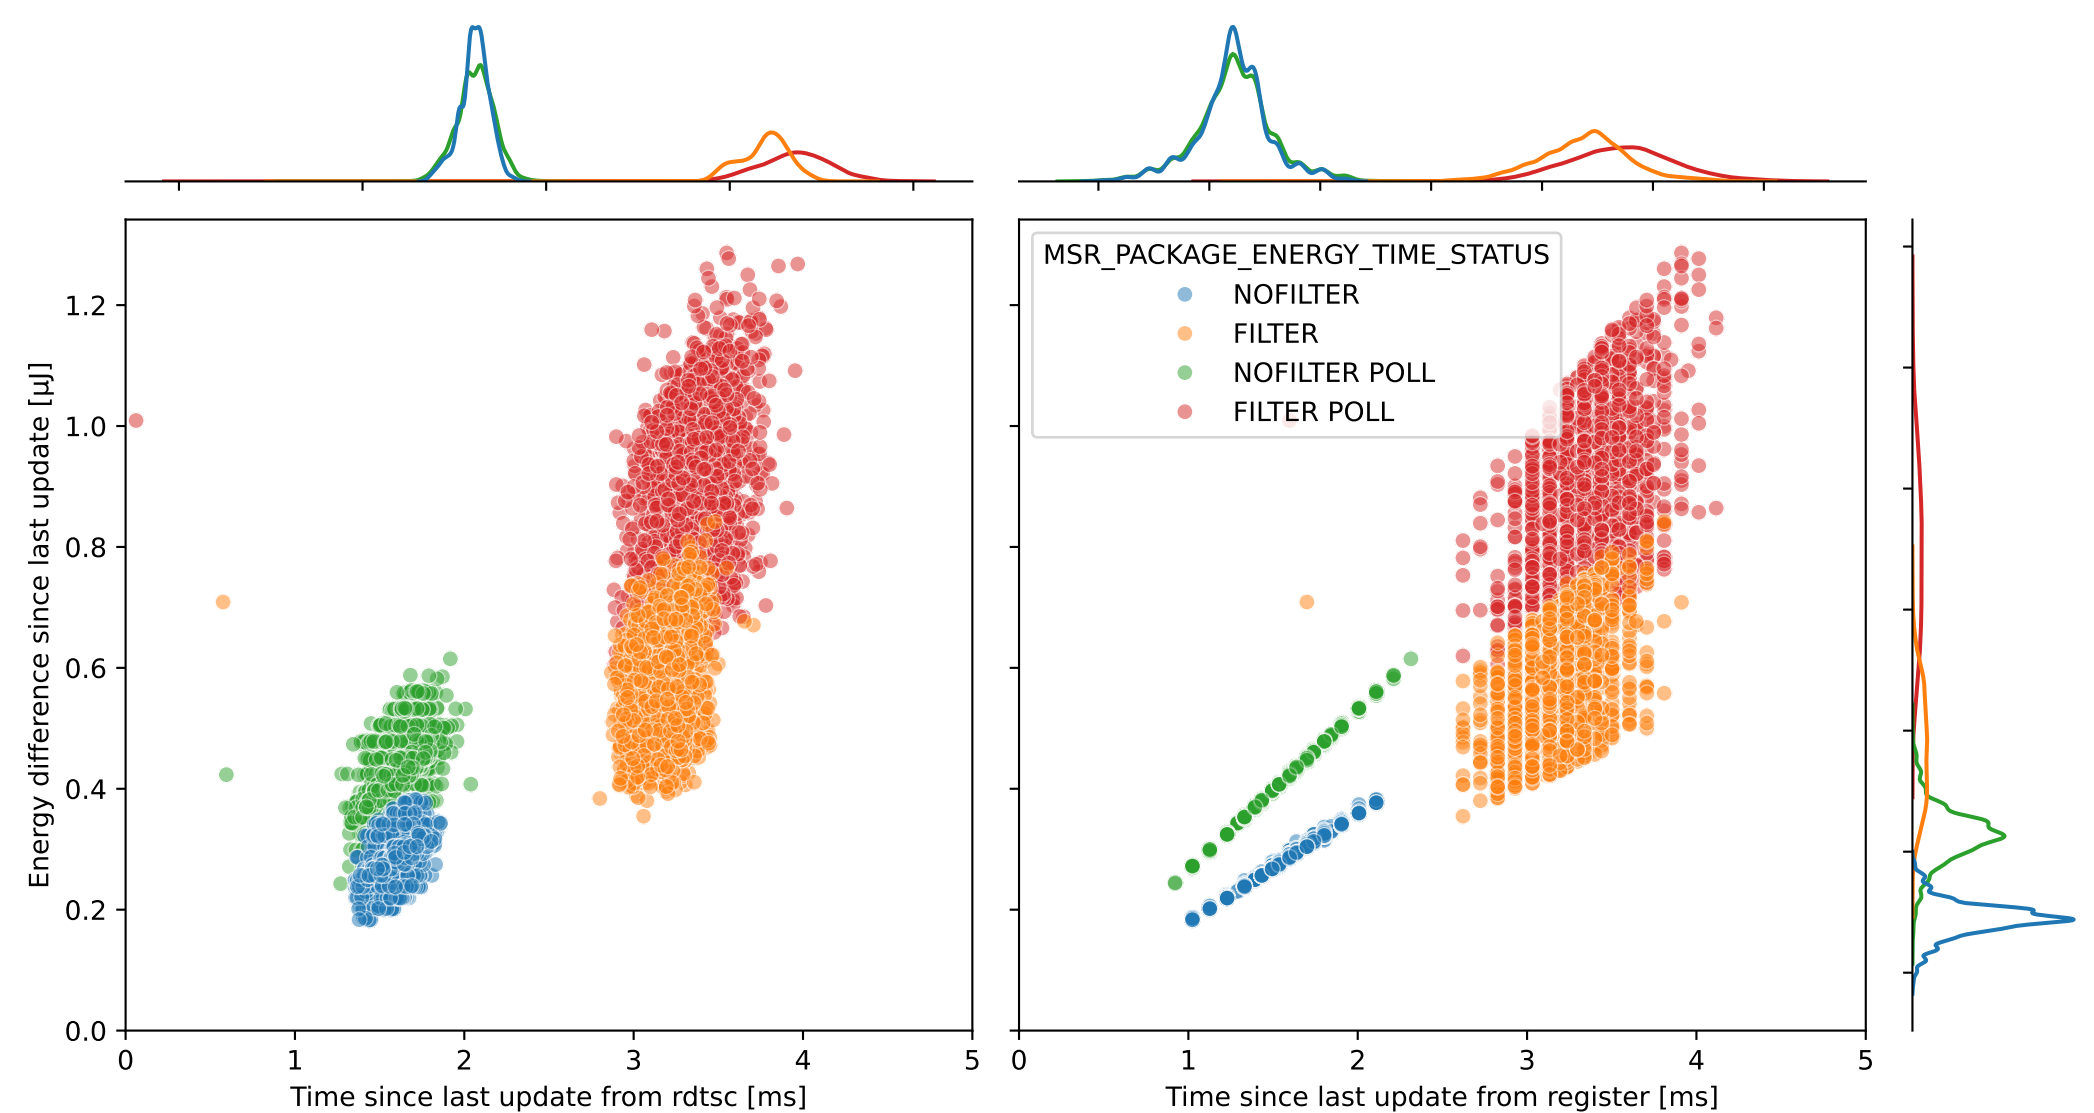 MSR_PACKAGE_ENERGY_TIME_STATUS
NOFILTER
FILTER
NOFILTER POLL
FILTER POLL
Energy difference since last update [µJ]
1.2
1.0
0.8
0.6
0.4
0.2
0.0
0 1 2 3 4 5
0 1 2 3 4 5
Time since last update from rdtsc [ms]
Time since last update from register [ms]